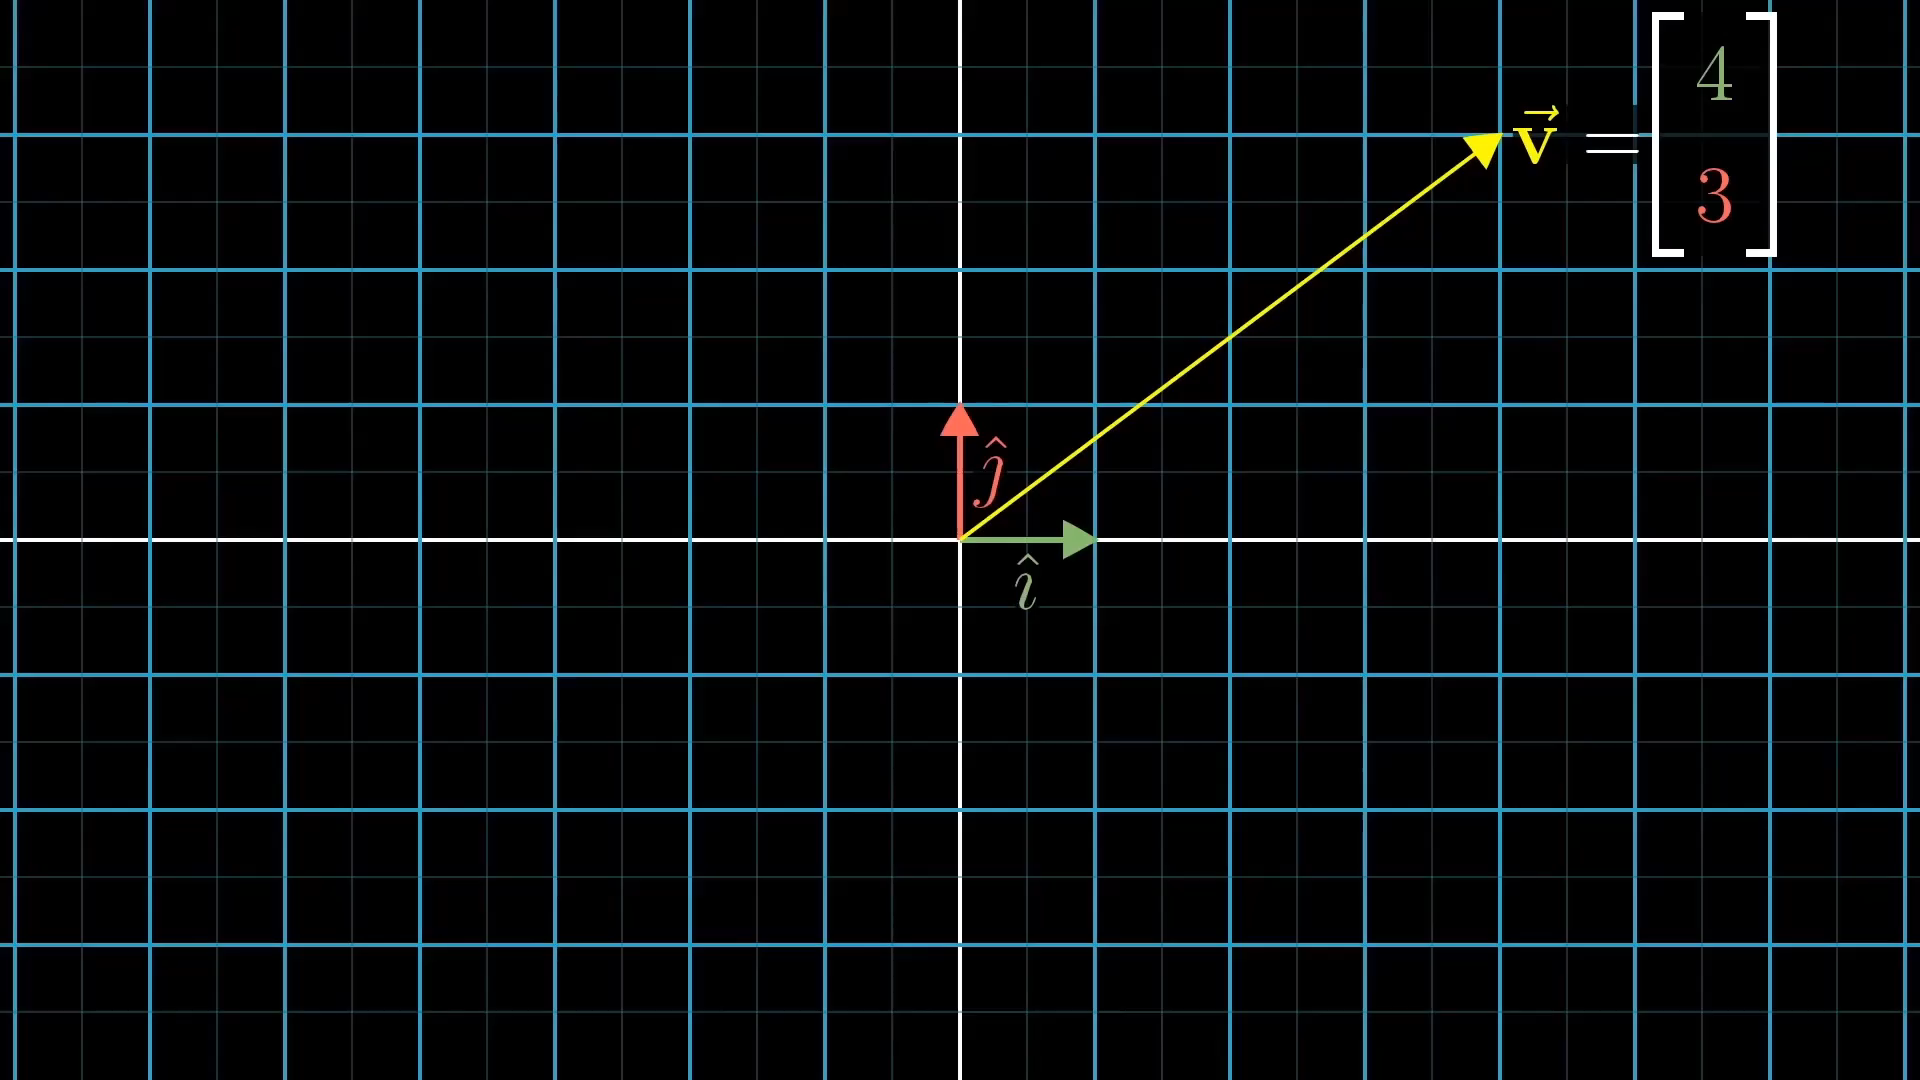 v⃗ = [4 3]
ĵ
î